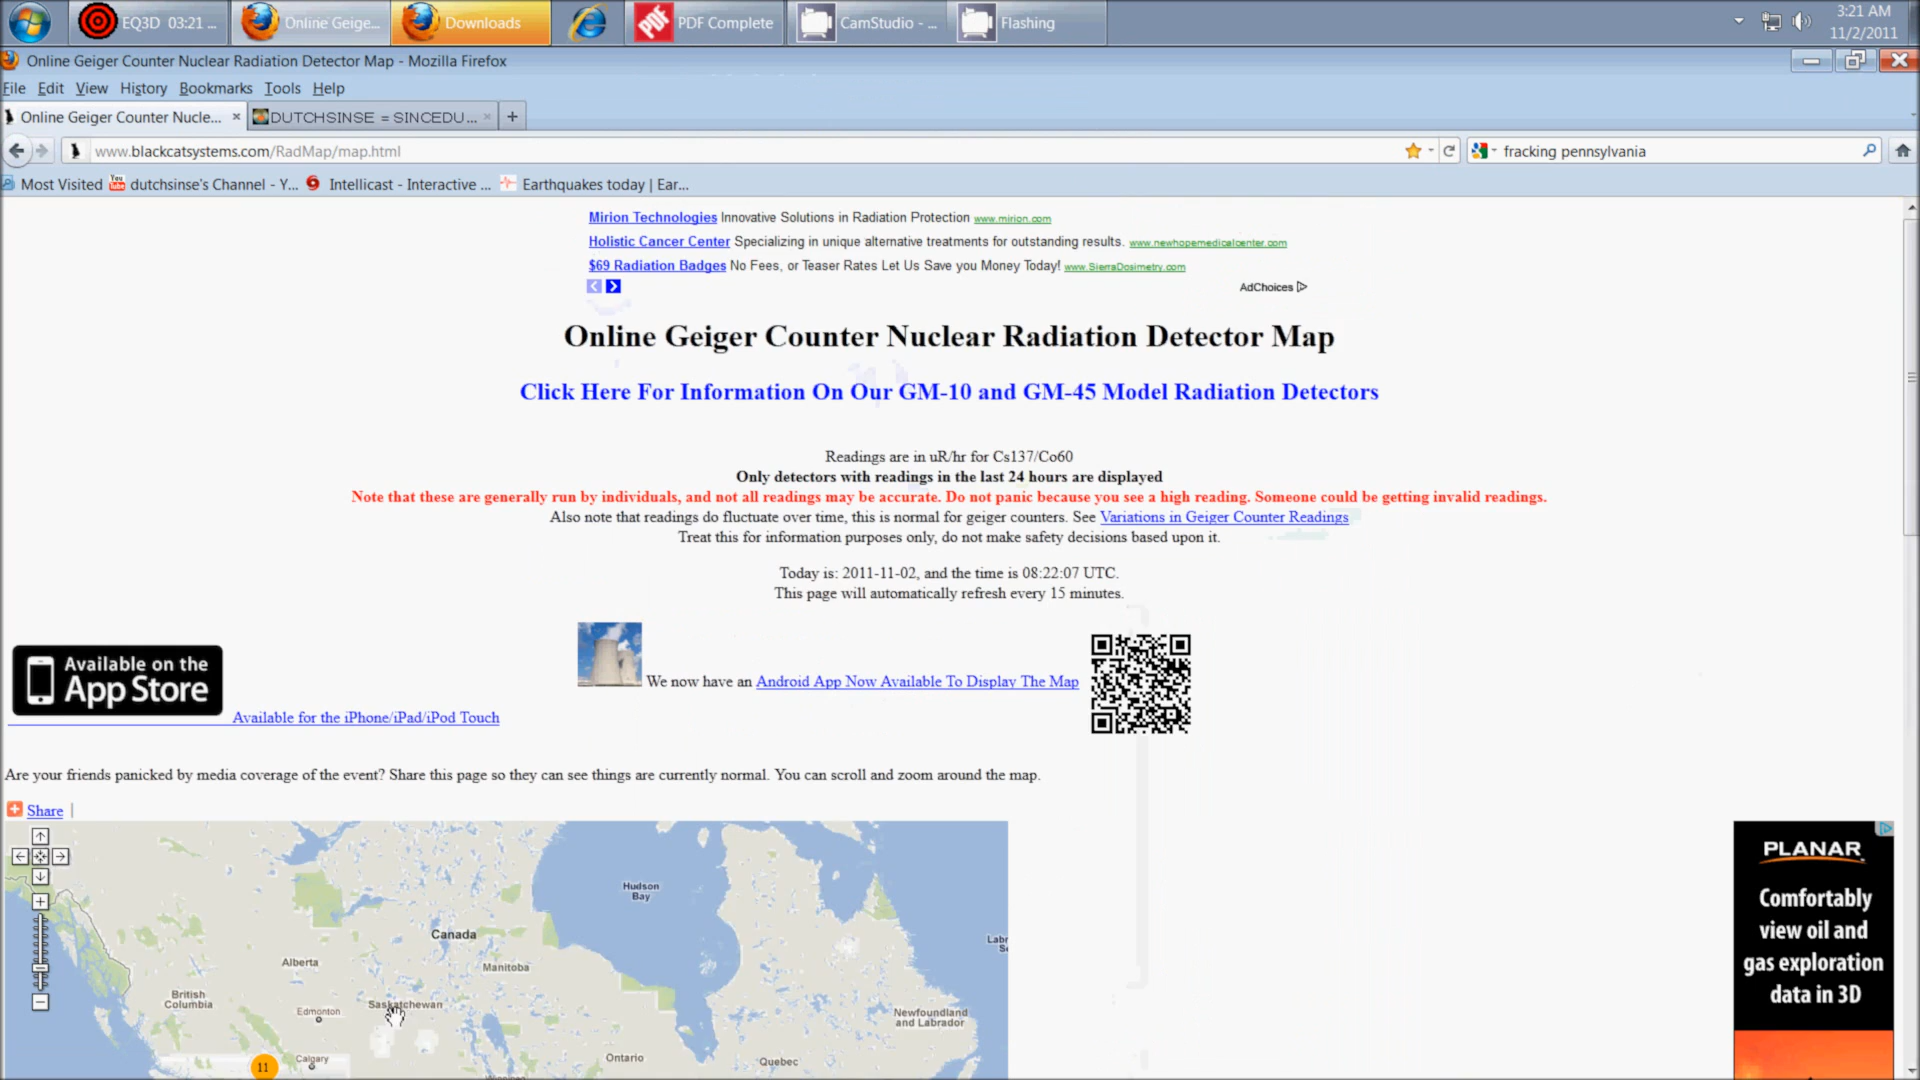 EQ3D 03:21 ...
Online Geige...
Downloads
PDF Complete
CamStudio - ...
Flashing
3:21 AM
11/2/2011
Online Geiger Counter Nuclear Radiation Detector Map - Mozilla Firefox
File Edit View History Bookmarks Tools Help
Online Geiger Counter Nucle...
DUTCHSINSE = SINCEDU...
www.blackcatsystems.com/RadMap/map.html
fracking pennsylvania
Most Visited
dutchsinse's Channel - Y...
Intellicast - Interactive ...
Earthquakes today | Ear...
Mirion Technologies Innovative Solutions in Radiation Protection www.mirion.com
Holistic Cancer Center Specializing in unique alternative treatments for outstanding results. www.newhopemedicalcenter.com
$69 Radiation Badges No Fees, or Teaser Rates Let Us Save you Money Today! www.SierraDosimetry.com
AdChoices
Online Geiger Counter Nuclear Radiation Detector Map
Click Here For Information On Our GM-10 and GM-45 Model Radiation Detectors
Readings are in uR/hr for Cs137/Co60
Only detectors with readings in the last 24 hours are displayed
Note that these are generally run by individuals, and not all readings may be accurate. Do not panic because you see a high reading. Someone could be getting invalid readings.
Also note that readings do fluctuate over time, this is normal for geiger counters. See Variations in Geiger Counter Readings
Treat this for information purposes only, do not make safety decisions based upon it.
Today is: 2011-11-02, and the time is 08:22:07 UTC.
This page will automatically refresh every 15 minutes.
Available on the
App Store
Available for the iPhone/iPad/iPod Touch
We now have an Android App Now Available To Display The Map
Are your friends panicked by media coverage of the event? Share this page so they can see things are currently normal. You can scroll and zoom around the map.
Share |
Hudson
Bay
Canada
Alberta
Manitoba
British
Columbia
Edmonton
Saskatchewan
Newfoundland
and Labrador
Calgary
Ontario
Quebec
11
PLANAR
Comfortably
view oil and
gas exploration
data in 3D